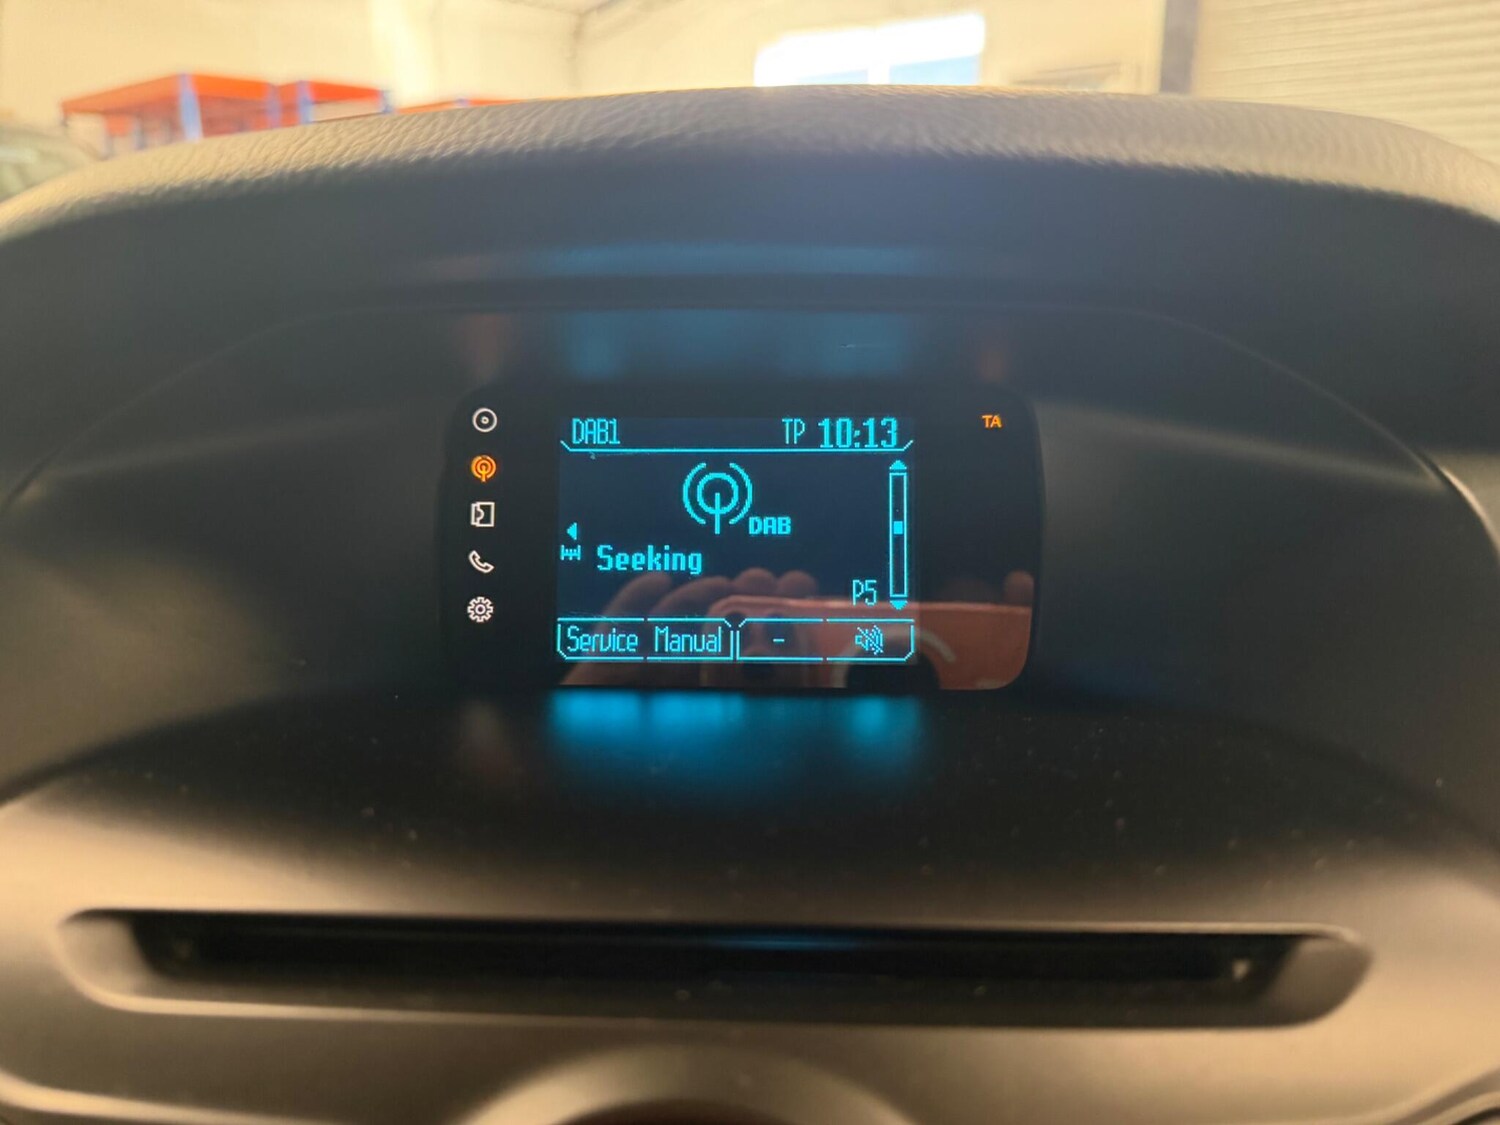 DAB1 TP 10:13
TA
DAB
Seeking
P5
Service Manual -